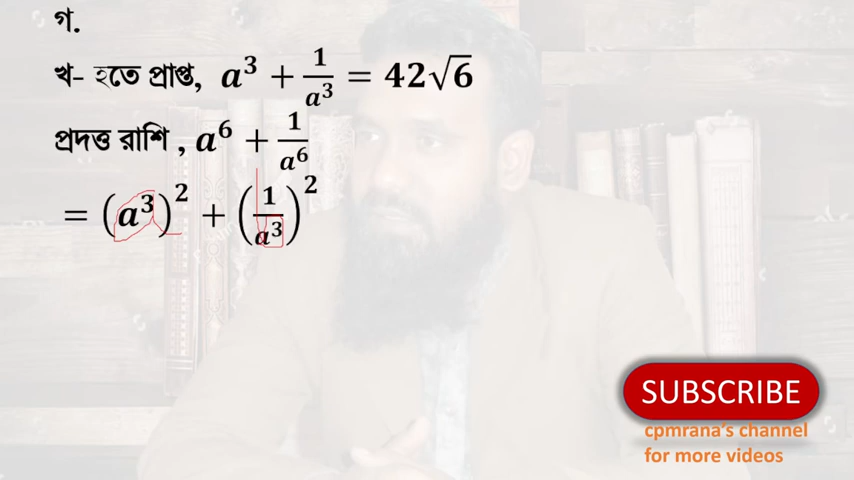 গ.
খ- হতে প্রাপ্ত, a³ + 1/a³ = 42√6
প্রদত্ত রাশি , a⁶ + 1/a⁶
= (a³)² + (1/a³)²
SUBSCRIBE
cpmrana's channel
for more videos